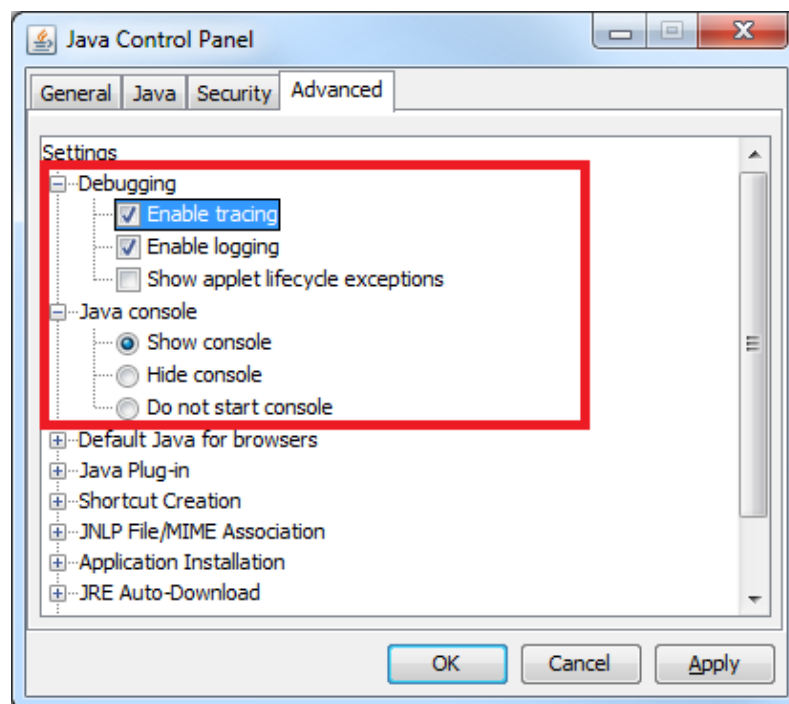 Java Control Panel
General Java Security Advanced
Settings
Debugging
Enable tracing
Enable logging
Show applet lifecycle exceptions
Java console
Show console
Hide console
Do not start console
Default Java for browsers
Java Plug-in
Shortcut Creation
JNLP File/MIME Association
Application Installation
JRE Auto-Download
OK Cancel Apply